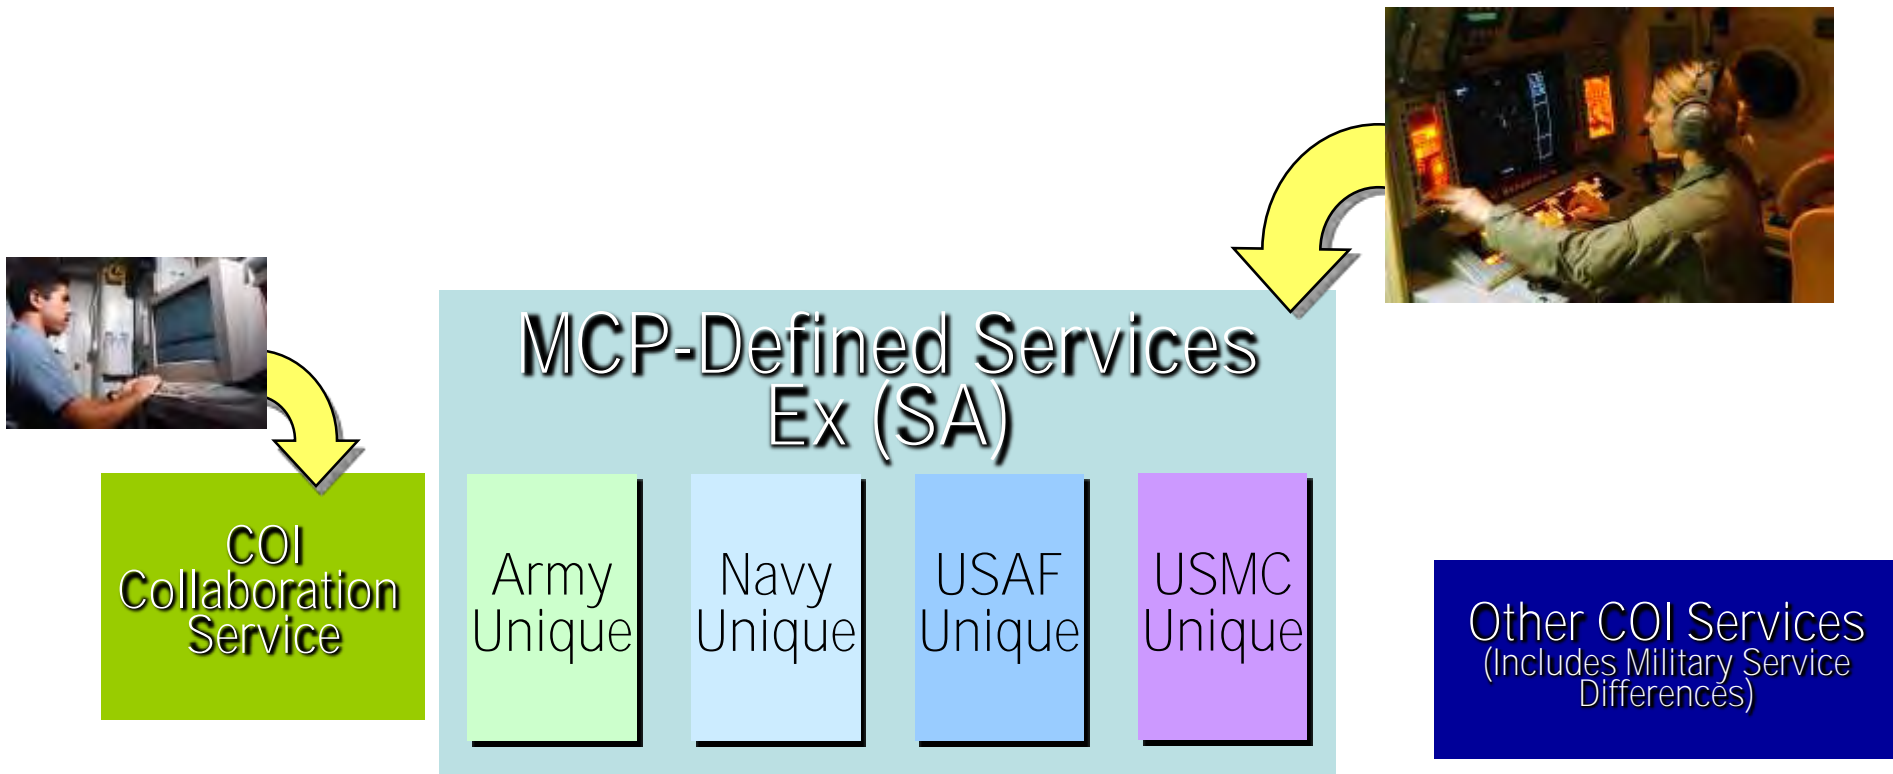 MCP-Defined Services
Ex (SA)
COI
Collaboration
Service
Army
Unique
Navy
Unique
USAF
Unique
USMC
Unique
Other COI Services
(Includes Military Service
Differences)